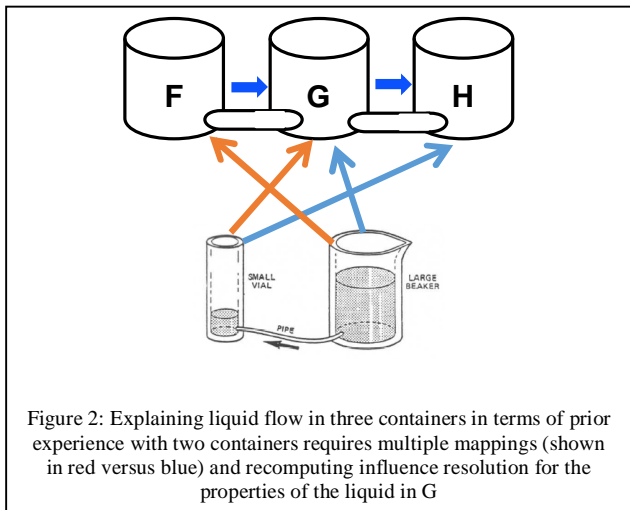 F G H
SMALL
VIAL
LARGE
BEAKER
PIPE
Figure 2: Explaining liquid flow in three containers in terms of prior
experience with two containers requires multiple mappings (shown
in red versus blue) and recomputing influence resolution for the
properties of the liquid in G